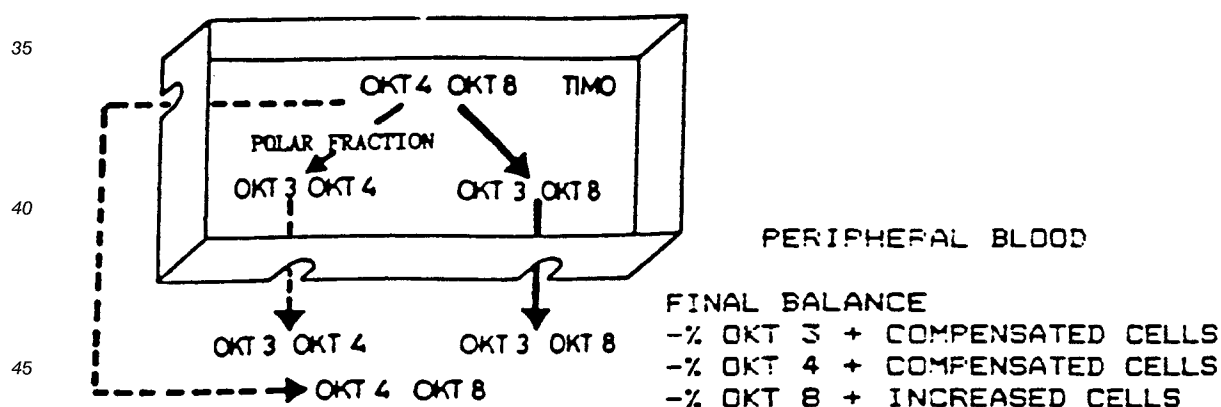 35
OKT 4 OKT 8 TIMO
POLAR FRACTION
OKT 3 OKT 4 OKT 3 OKT 8
40
PERIPHERAL BLOOD
FINAL BALANCE
OKT 3 OKT 4 OKT 3 OKT 8
-% OKT 3 + COMPENSATED CELLS
-% OKT 4 + COMPENSATED CELLS
45
OKT 4 OKT 8
-% OKT 8 + INCREASED CELLS